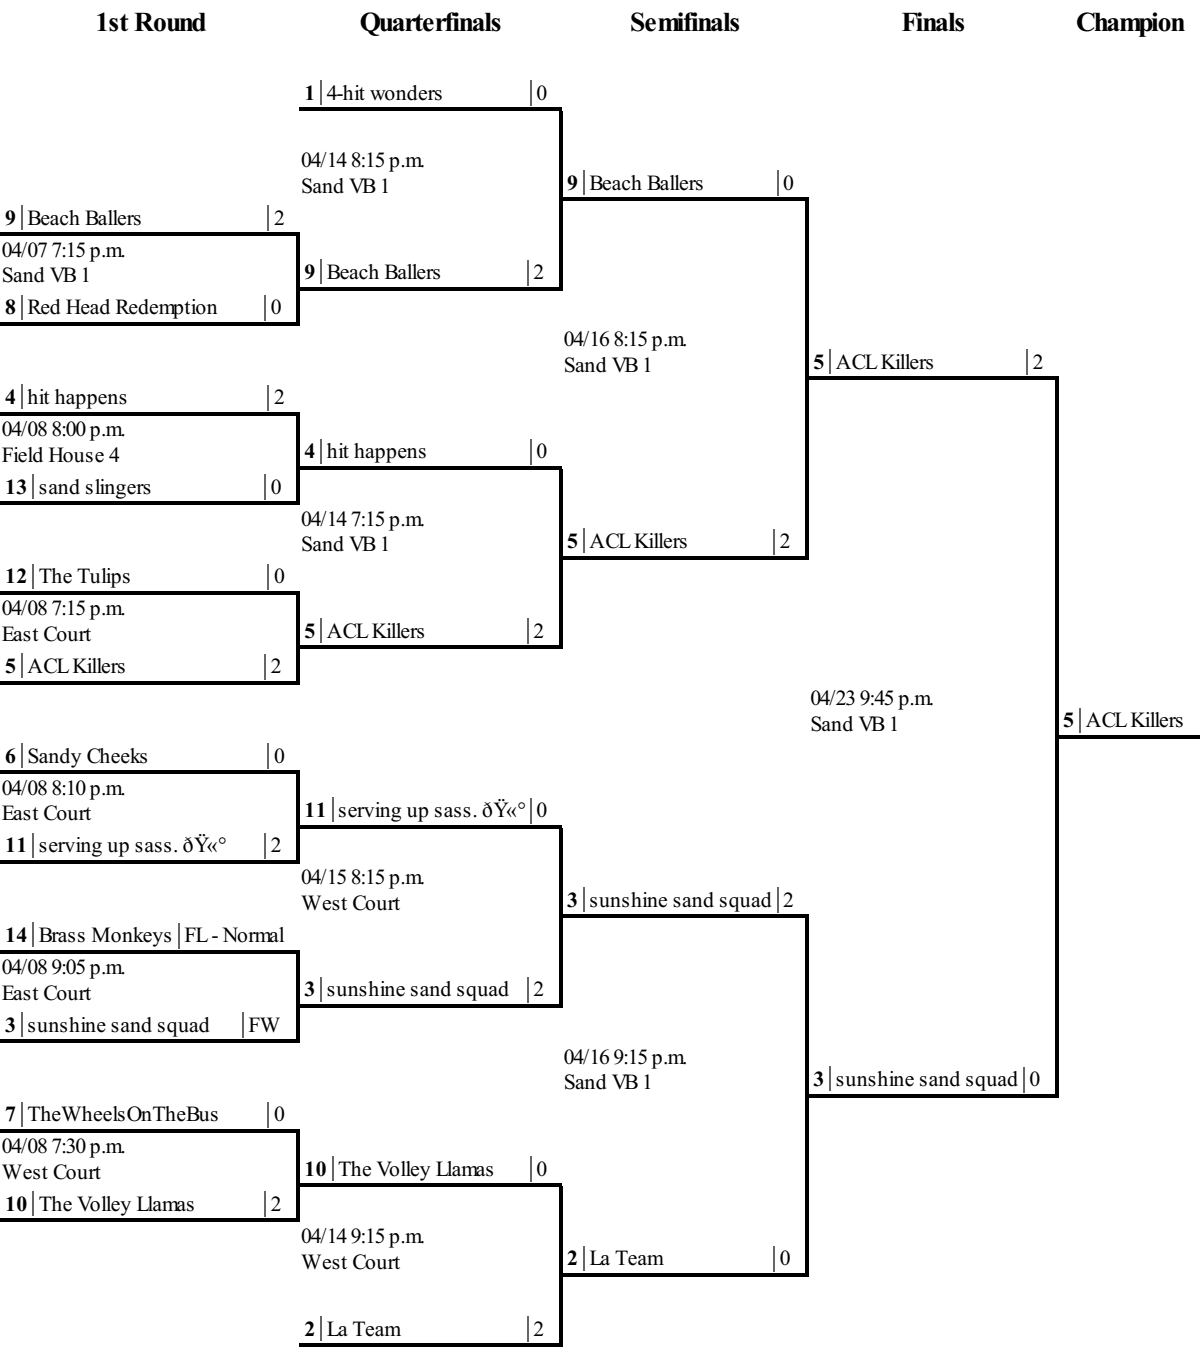 1st Round Quarterfinals Semifinals Finals Champion
1 4-hit wonders 0
04/14 8:15 p.m.
Sand VB 1
9 Beach Ballers 0
9 Beach Ballers 2
04/07 7:15 p.m.
Sand VB 1
9 Beach Ballers 2
8 Red Head Redemption 0
04/16 8:15 p.m.
Sand VB 1
5 ACL Killers 2
4 hit happens 2
04/08 8:00 p.m.
Field House 4
4 hit happens 0
13 sand slingers 0
04/14 7:15 p.m.
Sand VB 1
5 ACL Killers 2
12 The Tulips 0
04/08 7:15 p.m.
East Court
5 ACL Killers 2
5 ACL Killers 2
04/23 9:45 p.m.
Sand VB 1
5 ACL Killers
6 Sandy Cheeks 0
04/08 8:10 p.m.
East Court
11 serving up sass. ðŸ«° 0
11 serving up sass. ðŸ«° 2
04/15 8:15 p.m.
West Court
3 sunshine sand squad 2
14 Brass Monkeys FL - Normal
04/08 9:05 p.m.
East Court
3 sunshine sand squad 2
3 sunshine sand squad FW
04/16 9:15 p.m.
Sand VB 1
3 sunshine sand squad 0
7 TheWheelsOnTheBus 0
04/08 7:30 p.m.
West Court
10 The Volley Llamas 0
10 The Volley Llamas 2
04/14 9:15 p.m.
West Court
2 La Team 0
2 La Team 2